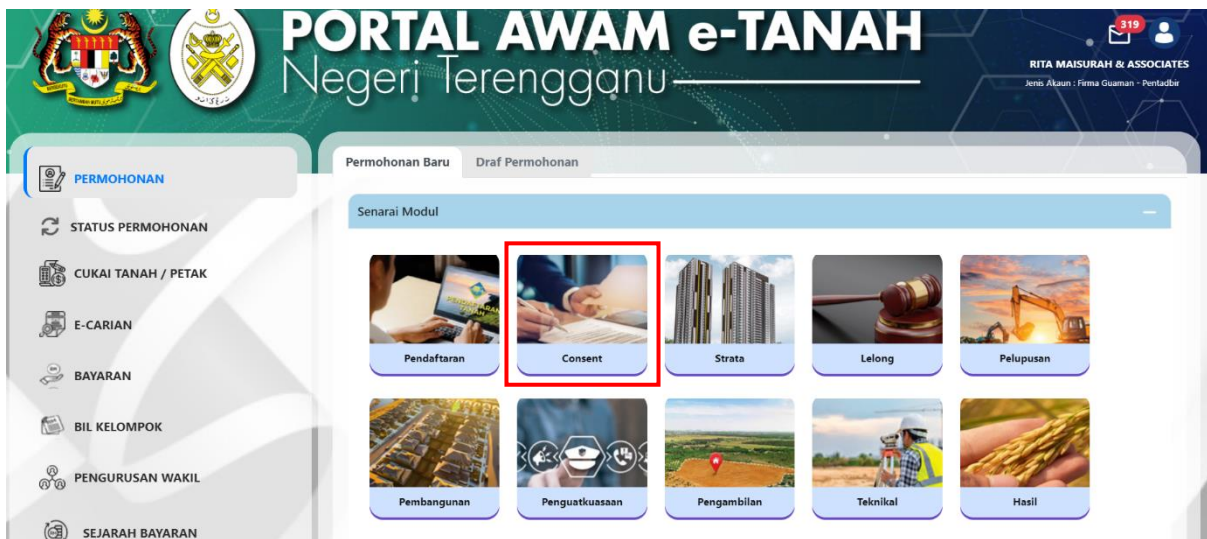 PORTAL AWAM e-TANAH
Negeri Terengganu
319
RITA MAISURAH & ASSOCIATES
Jenis Akaun : Firma Guaman - Pentadbir
PERMOHONAN
STATUS PERMOHONAN
CUKAI TANAH / PETAK
E-CARIAN
BAYARAN
BIL KELOMPOK
PENGURUSAN WAKIL
SEJARAH BAYARAN
Permohonan Baru
Draf Permohonan
Senarai Modul
PENDAFTARAN
TANAH
Pendaftaran
Consent
Strata
Lelong
Pelupusan
Pembangunan
Penguatkuasaan
Pengambilan
Teknikal
Hasil